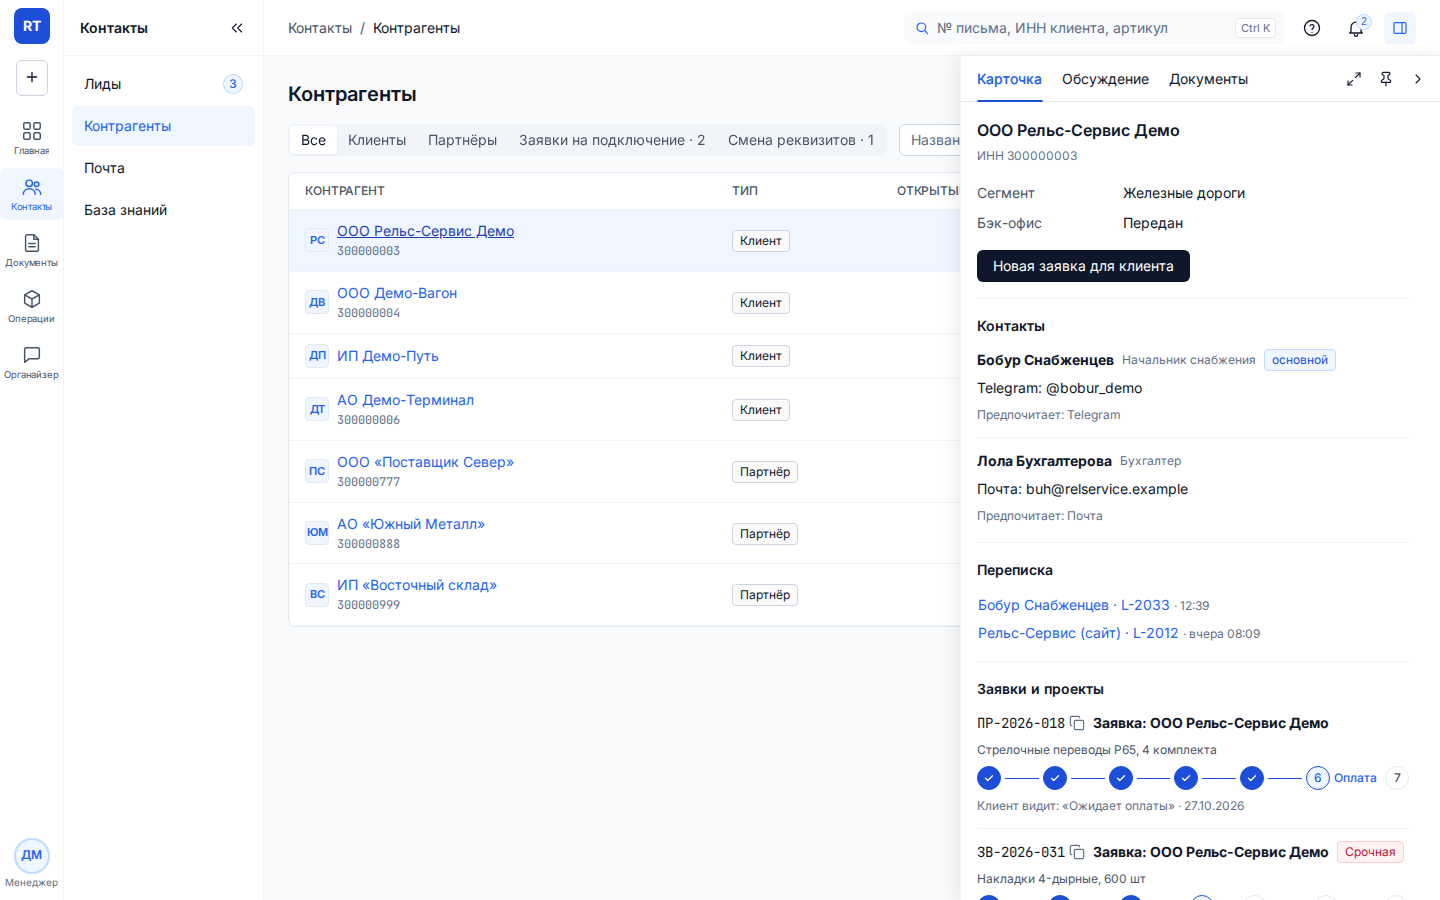 RT
Контакты
Контакты / Контрагенты
№ письма, ИНН клиента, артикул
Ctrl K
2
Главная
Контакты
Документы
Операции
Органайзер
ДМ
Менеджер
Лиды
3
Контрагенты
Почта
База знаний
Контрагенты
Все
Клиенты
Партнёры
Заявки на подключение · 2
Смена реквизитов · 1
Назван
КОНТРАГЕНТ
ТИП
ОТКРЫТЫ
РС
ООО Рельс-Сервис Демо
300000003
Клиент
ДВ
ООО Демо-Вагон
300000004
Клиент
ДП
ИП Демо-Путь
Клиент
ДТ
АО Демо-Терминал
300000006
Клиент
ПС
ООО «Поставщик Север»
300000777
Партнёр
ЮМ
АО «Южный Металл»
300000888
Партнёр
ВС
ИП «Восточный склад»
300000999
Партнёр
Карточка
Обсуждение
Документы
ООО Рельс-Сервис Демо
ИНН 300000003
Сегмент
Железные дороги
Бэк-офис
Передан
Новая заявка для клиента
Контакты
Бобур Снабженцев Начальник снабжения основной
Telegram: @bobur_demo
Предпочитает: Telegram
Лола Бухгалтерова Бухгалтер
Почта: buh@relservice.example
Предпочитает: Почта
Переписка
Бобур Снабженцев · L-2033 · 12:39
Рельс-Сервис (сайт) · L-2012 · вчера 08:09
Заявки и проекты
ПР-2026-018 Заявка: ООО Рельс-Сервис Демо
Стрелочные переводы Р65, 4 комплекта
6 Оплата 7
Клиент видит: «Ожидает оплаты» · 27.10.2026
ЗВ-2026-031 Заявка: ООО Рельс-Сервис Демо Срочная
Накладки 4-дырные, 600 шт